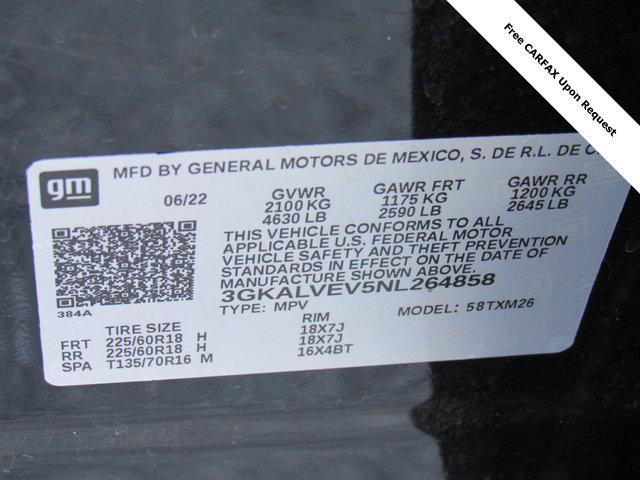 Free CARFAX Upon Request
gm
MFD BY GENERAL MOTORS DE MEXICO, S. DE R.L. DE C.
06/22
GVWR GAWR FRT GAWR RR
2100 KG 1175 KG 1200 KG
4630 LB 2590 LB 2645 LB
THIS VEHICLE CONFORMS TO ALL
APPLICABLE U.S. FEDERAL MOTOR
VEHICLE SAFETY AND THEFT PREVENTION
STANDARDS IN EFFECT ON THE DATE OF
MANUFACTURE SHOWN ABOVE.
3GKALVEV5NL264858
384A
TYPE: MPV MODEL: 58TXM26
TIRE SIZE RIM
FRT 225/60R18 H 18X7J
RR 225/60R18 H 18X7J
SPA T135/70R16 M 16X4BT